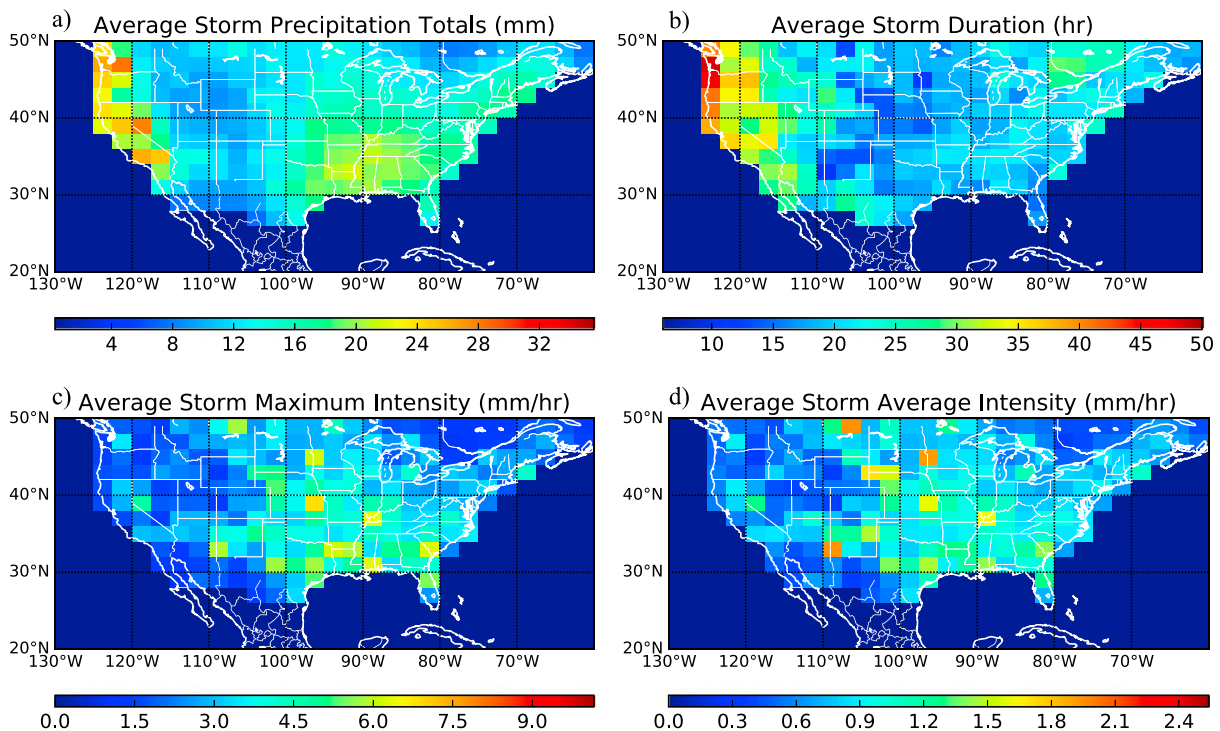 a) Average Storm Precipitation Totals (mm)
50°N
40°N
30°N
20°N
130°W 120°W 110°W 100°W 90°W 80°W 70°W
4 8 12 16 20 24 28 32
b) Average Storm Duration (hr)
50°N
40°N
30°N
20°N
130°W 120°W 110°W 100°W 90°W 80°W 70°W
10 15 20 25 30 35 40 45 50
c) Average Storm Maximum Intensity (mm/hr)
50°N
40°N
30°N
20°N
130°W 120°W 110°W 100°W 90°W 80°W 70°W
0.0 1.5 3.0 4.5 6.0 7.5 9.0
d) Average Storm Average Intensity (mm/hr)
50°N
40°N
30°N
20°N
130°W 120°W 110°W 100°W 90°W 80°W 70°W
0.0 0.3 0.6 0.9 1.2 1.5 1.8 2.1 2.4